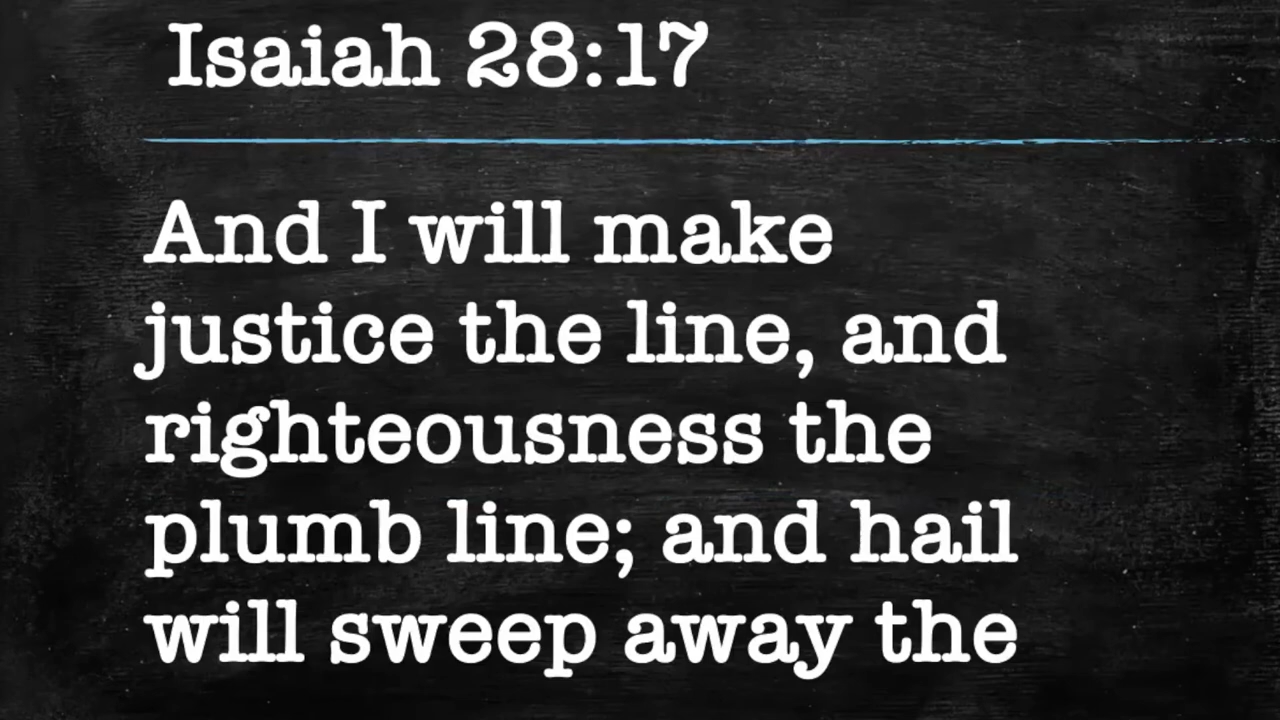 Isaiah 28:17
And I will make
justice the line, and
righteousness the
plumb line; and hail
will sweep away the